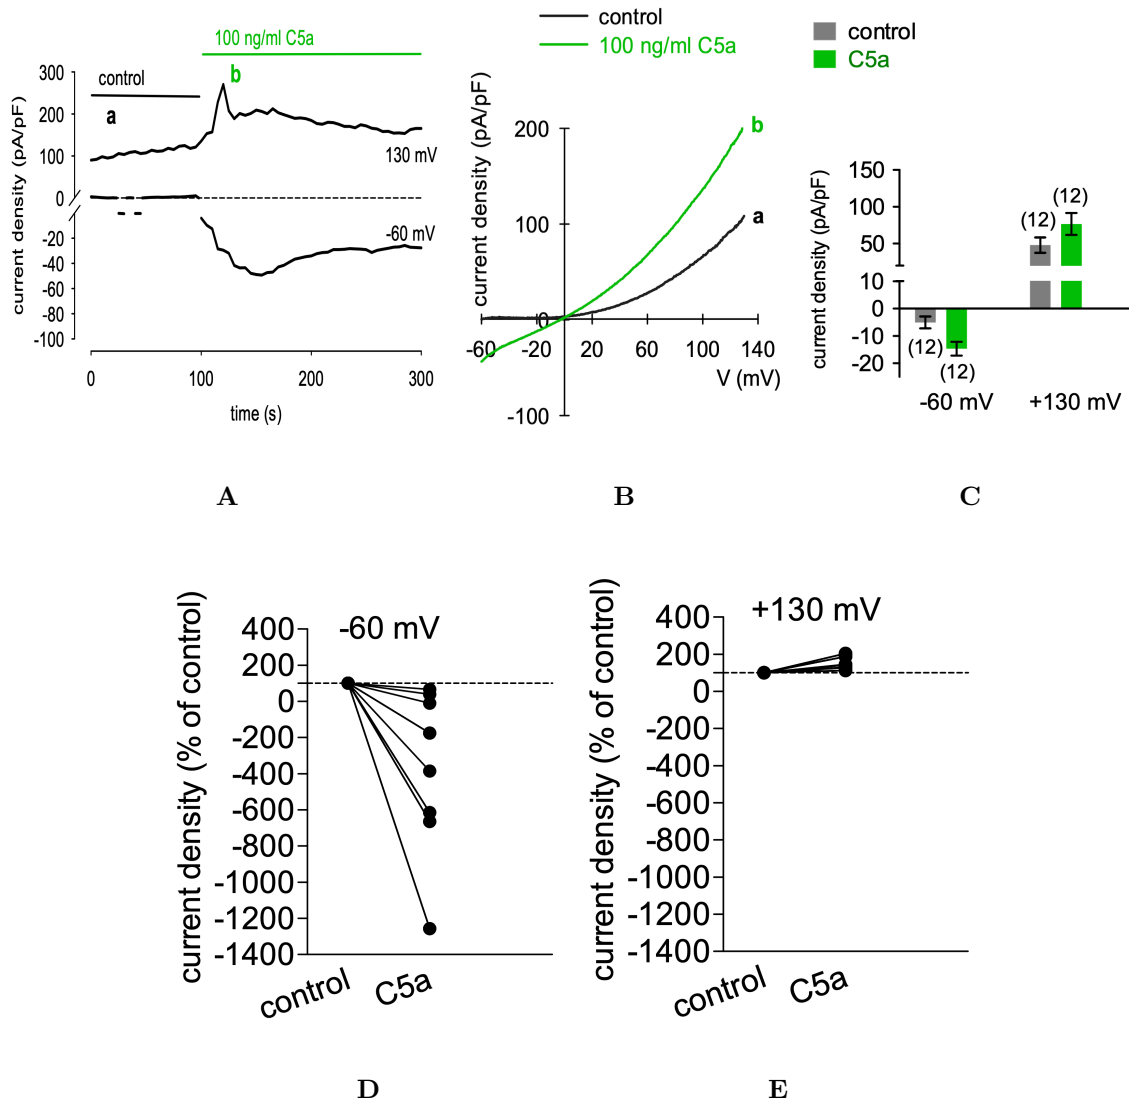 100 ng/ml C5a
control
a
b
130 mV
-60 mV
300
200
100
0
-20
-40
-60
-80
-100
current density (pA/pF)
0
100
200
300
time (s)
A
control
100 ng/ml C5a
current density (pA/pF)
200
100
-100
b
a
-60
-20
0
20
60
100
140
V (mV)
B
control
C5a
current density (pA/pF)
150
100
50
10
0
-10
-20
(12)
(12)
(12)
(12)
-60 mV
+130 mV
C
-60 mV
current density (% of control)
400
200
0
-200
-400
-600
-800
-1000
-1200
-1400
control
C5a
D
+130 mV
current density (% of control)
400
200
0
-200
-400
-600
-800
-1000
-1200
-1400
control
C5a
E